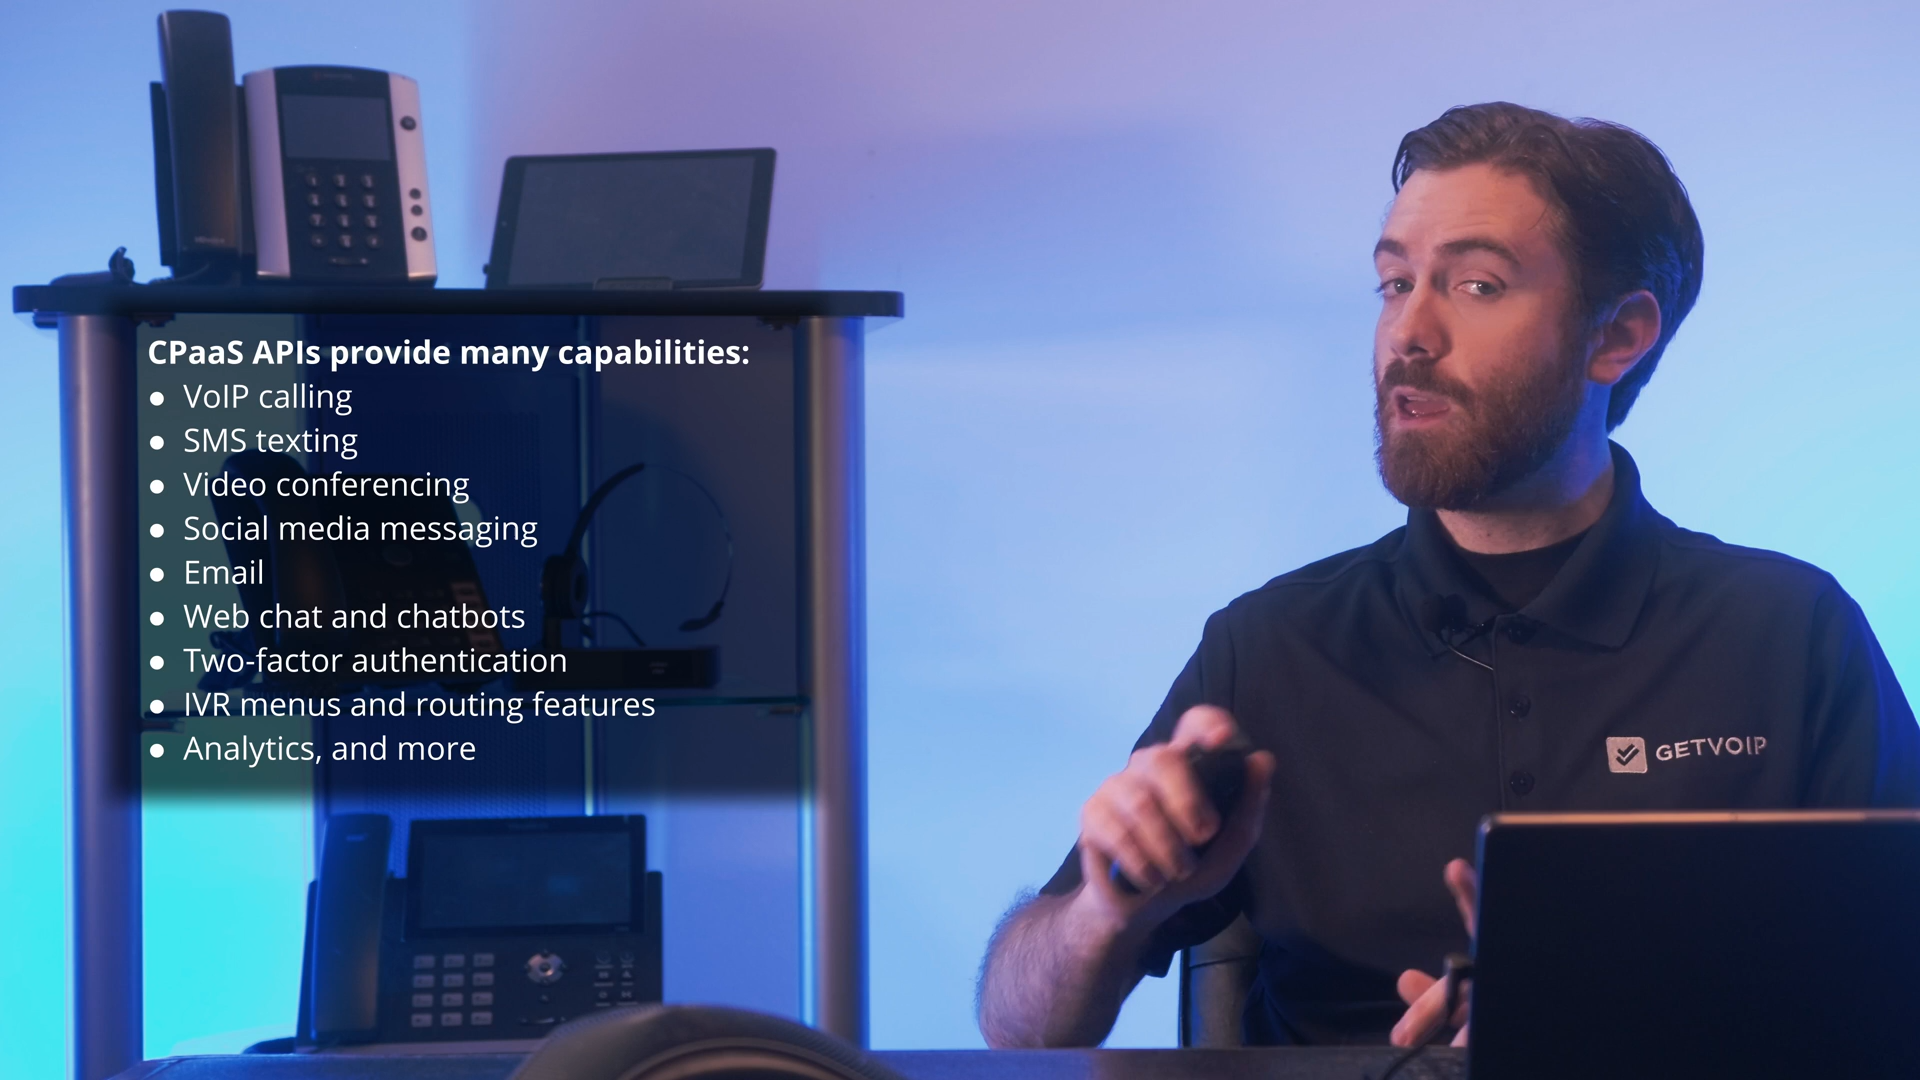 CPaaS APIs provide many capabilities:
● VoIP calling
● SMS texting
● Video conferencing
● Social media messaging
● Email
● Web chat and chatbots
● Two-factor authentication
● IVR menus and routing features
● Analytics, and more
GETVOIP